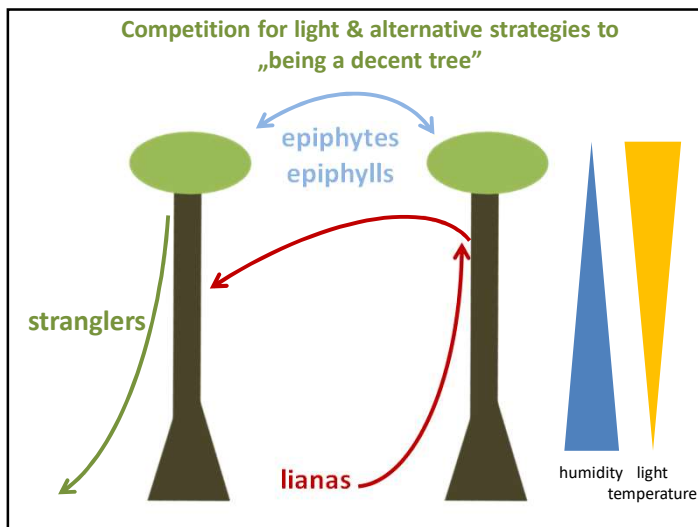 Competition for light & alternative strategies to
„being a decent tree”
epiphytes
epiphylls
stranglers
lianas
humidity light
temperature